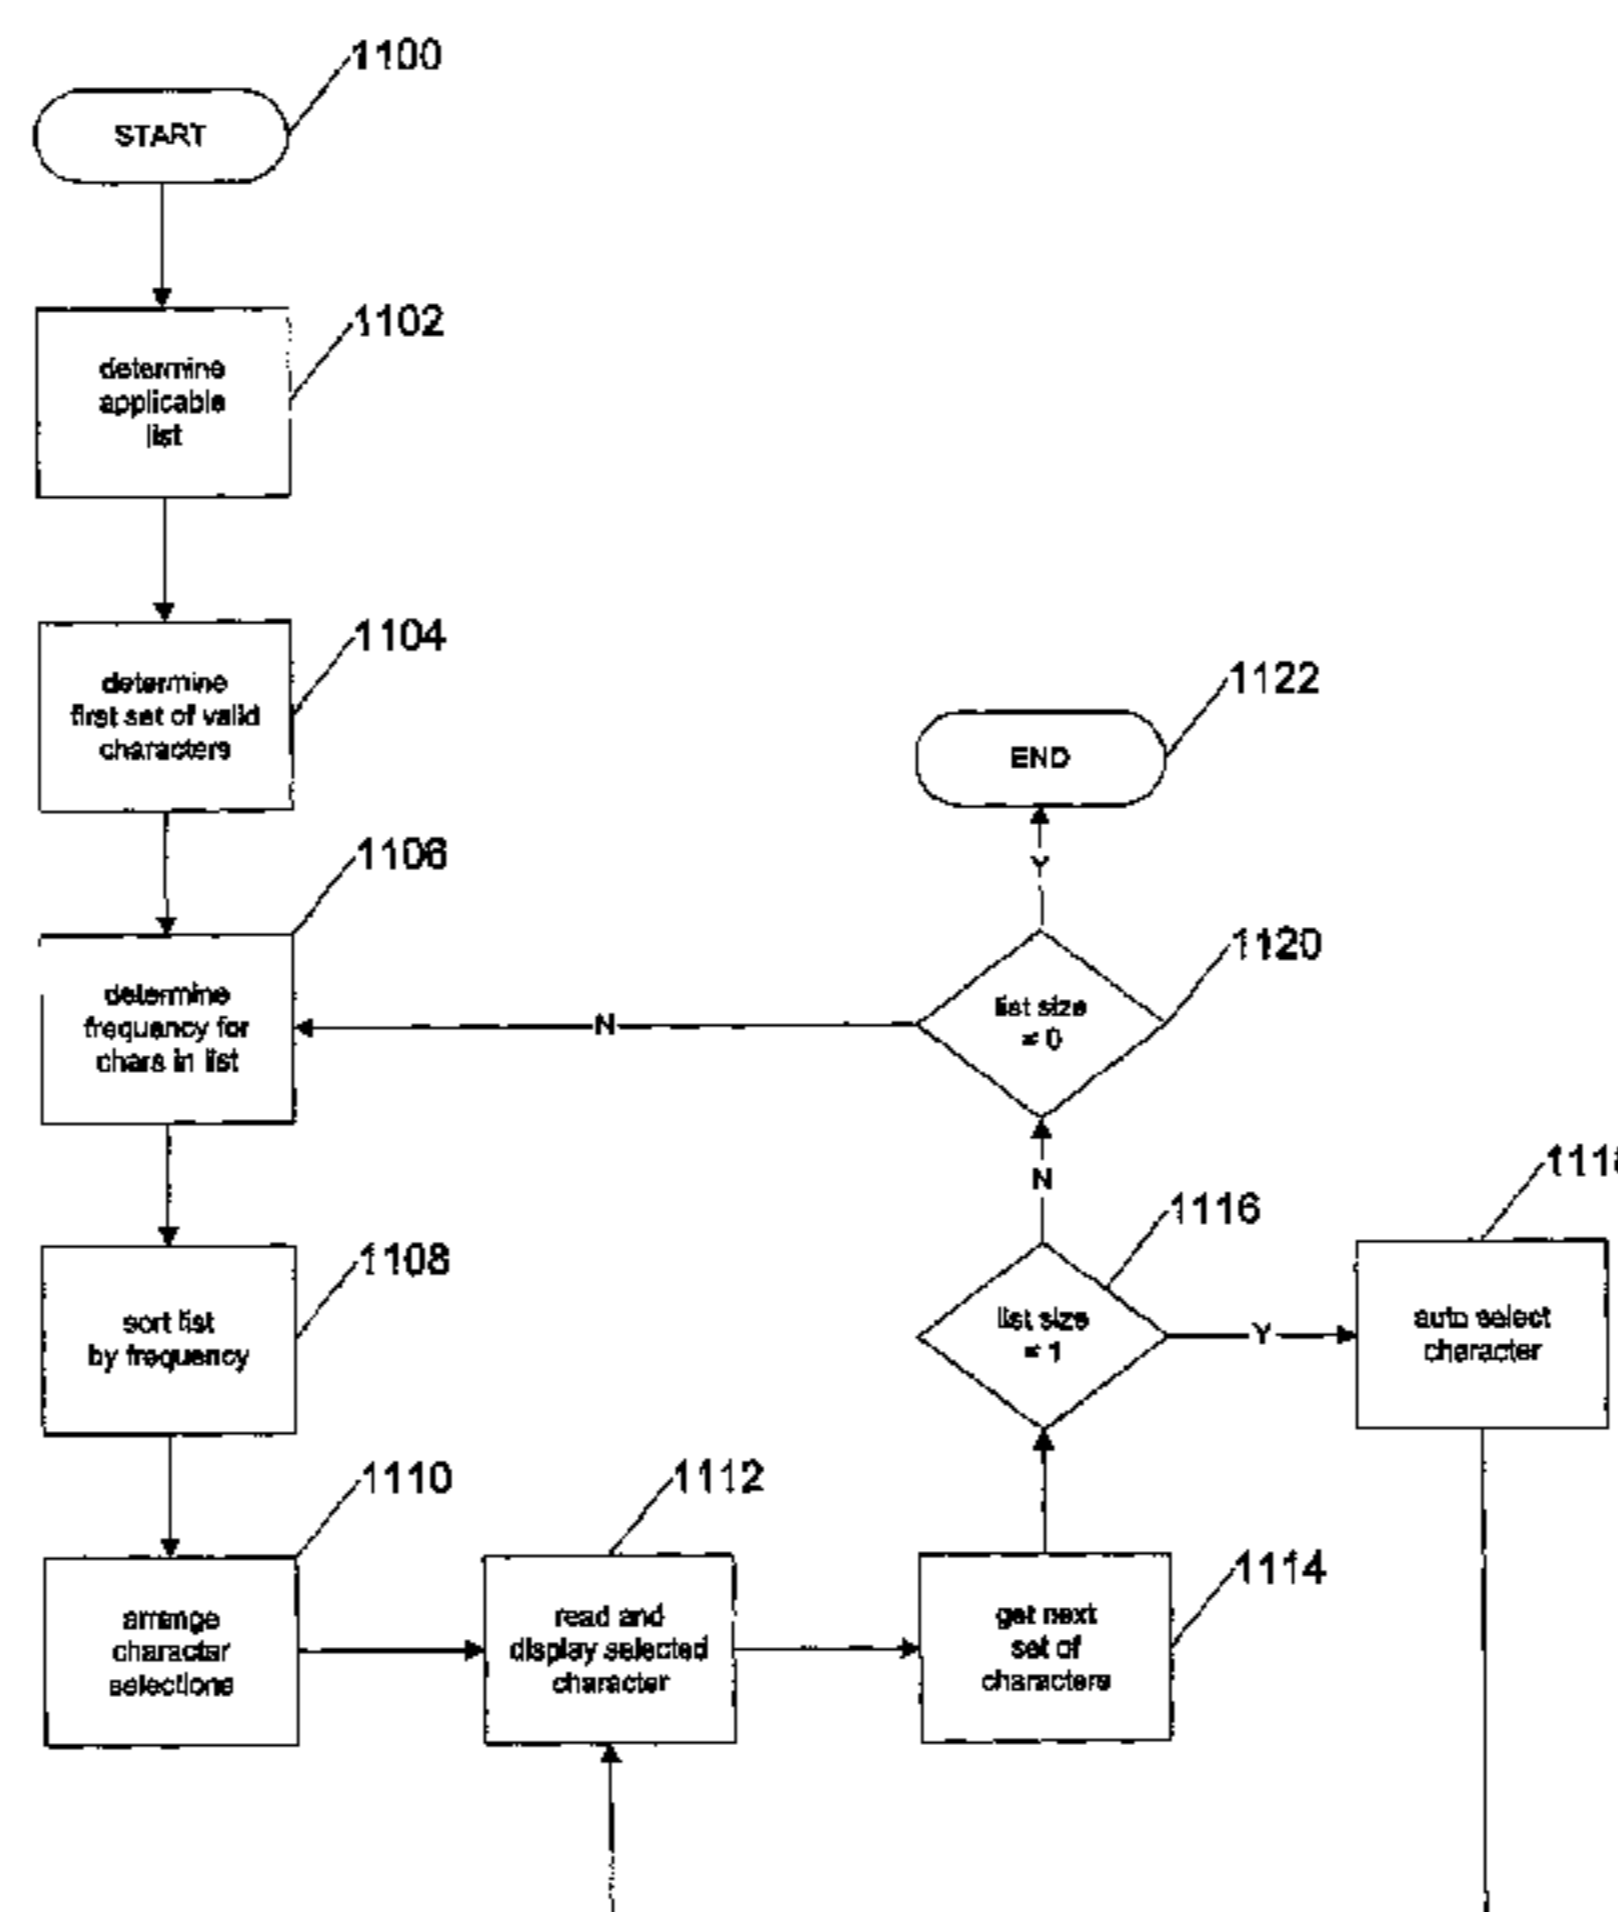 1100
START
1102
determine
applicable
list
1104
determine
first set of valid
characters
1122
END
1106
Y
determine
frequency for
chars in list
N
1120
list size
= 0
N
1108
sort list
by frequency
1116
list size
= 1
Y
auto select
character
1110
arrange
character
selections
1112
read and
display selected
character
1114
get next
set of
characters